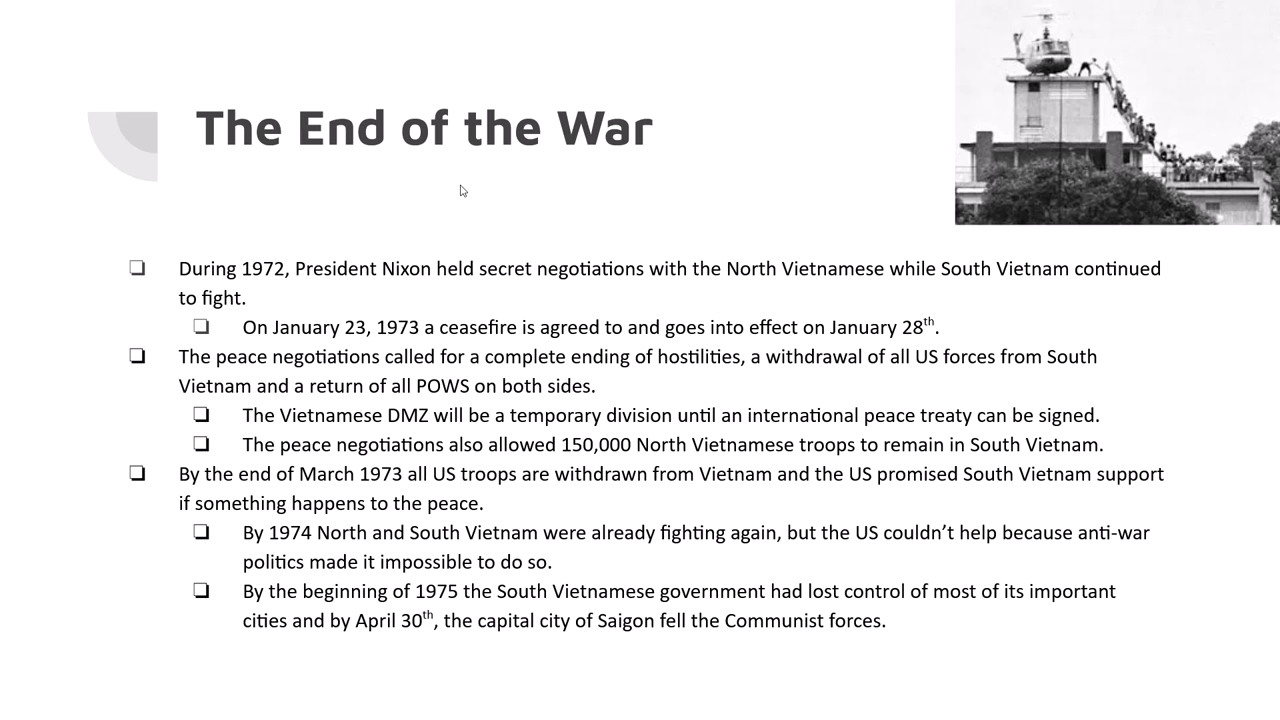 The End of the War
❏ During 1972, President Nixon held secret negotiations with the North Vietnamese while South Vietnam continued
to fight.
❏ On January 23, 1973 a ceasefire is agreed to and goes into effect on January 28th.
❏ The peace negotiations called for a complete ending of hostilities, a withdrawal of all US forces from South
Vietnam and a return of all POWS on both sides.
❏ The Vietnamese DMZ will be a temporary division until an international peace treaty can be signed.
❏ The peace negotiations also allowed 150,000 North Vietnamese troops to remain in South Vietnam.
❏ By the end of March 1973 all US troops are withdrawn from Vietnam and the US promised South Vietnam support
if something happens to the peace.
❏ By 1974 North and South Vietnam were already fighting again, but the US couldn’t help because anti-war
politics made it impossible to do so.
❏ By the beginning of 1975 the South Vietnamese government had lost control of most of its important
cities and by April 30th, the capital city of Saigon fell the Communist forces.